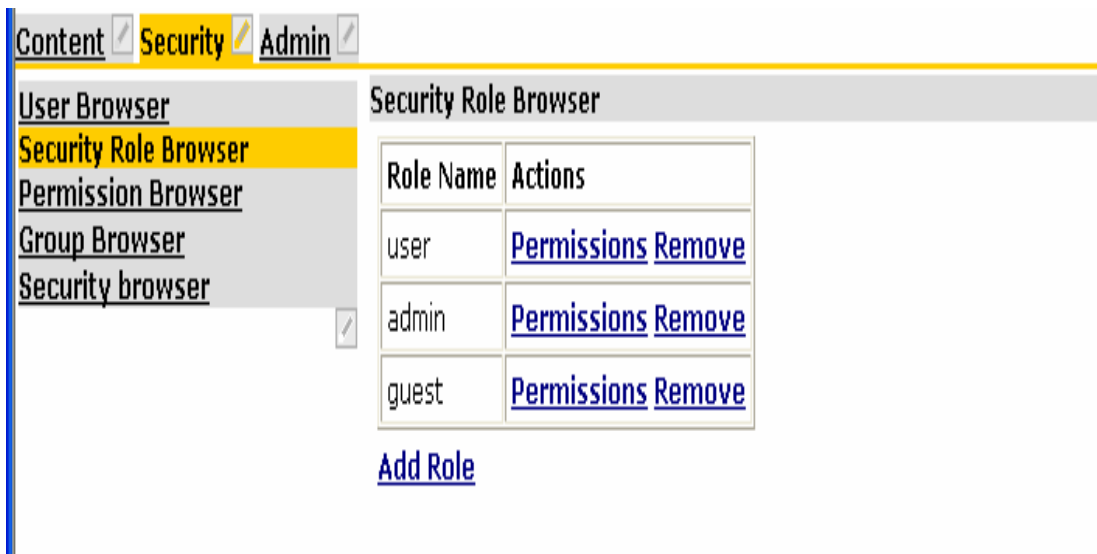 Content Security Admin
User Browser
Security Role Browser
Permission Browser
Group Browser
Security browser
Security Role Browser
Role Name Actions
user Permissions Remove
admin Permissions Remove
guest Permissions Remove
Add Role